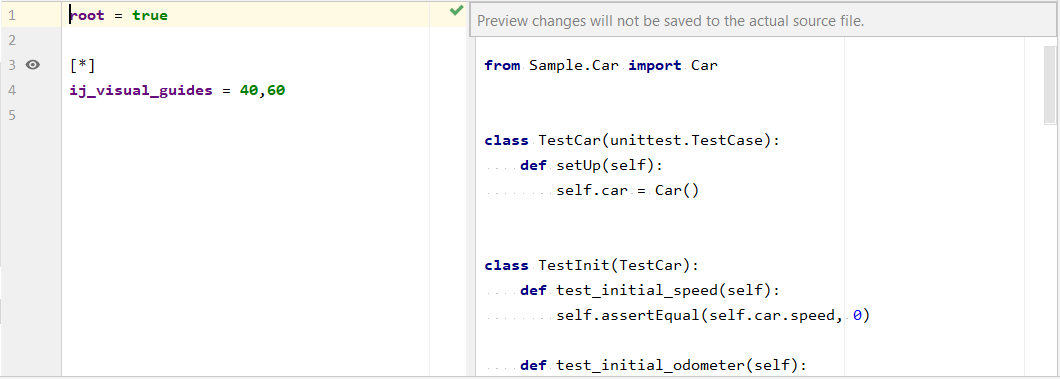 1 root = true
2
3 [*]
4 ij_visual_guides = 40,60
5
Preview changes will not be saved to the actual source file.
from Sample.Car import Car
class TestCar(unittest.TestCase):
    def setUp(self):
        self.car = Car()
class TestInit(TestCar):
    def test_initial_speed(self):
        self.assertEqual(self.car.speed, 0)
    def test_initial_odometer(self):